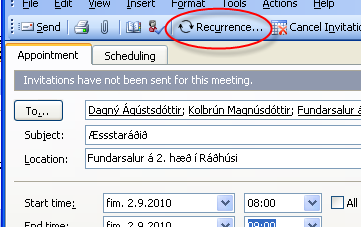 File Edit View Insert Format Tools Actions Help
Send Recurrence... Cancel Invitatio
Appointment Scheduling
Invitations have not been sent for this meeting.
To... Dagný Ágústsdóttir; Kolbrún Magnúsdóttir; Fundarsalur á
Subject: Æssstaráðið
Location: Fundarsalur á 2. hæð í Ráðhúsi
Start time: fim. 2.9.2010 08:00 All
End time: fim. 2.9.2010 09:00